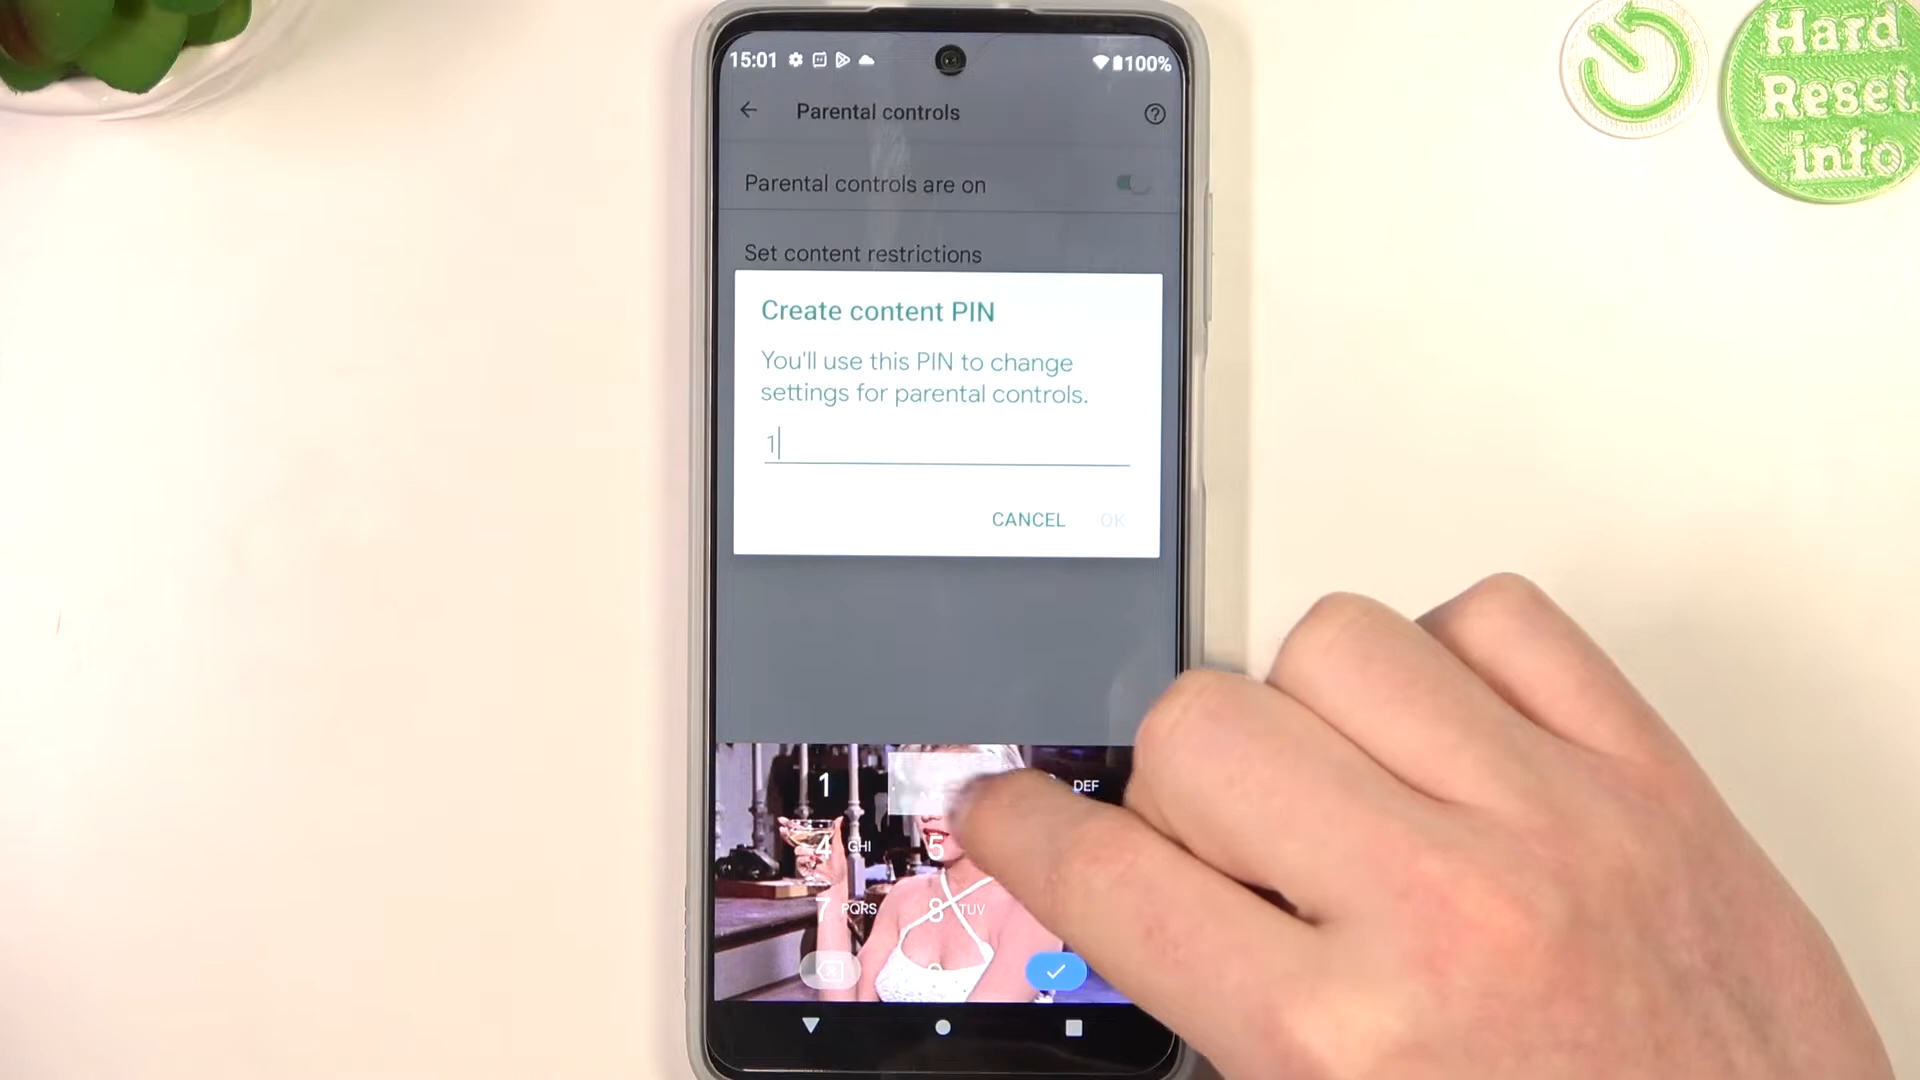 15:01 100%
Parental controls
Parental controls are on
Set content restrictions
Create content PIN
You'll use this PIN to change
settings for parental controls.
1
CANCEL OK
1 DEF
4 GHI 5
7 PQRS 8 TUV
Hard
Reset
info